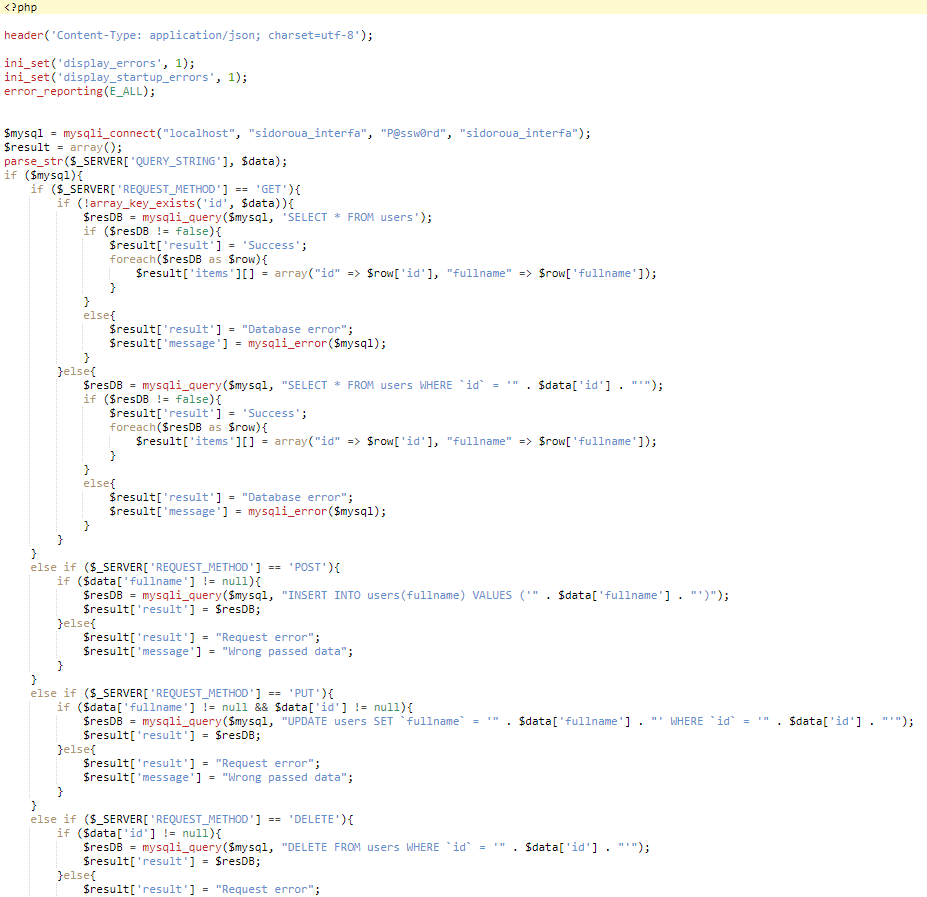 <?php
header('Content-Type: application/json; charset=utf-8');
ini_set('display_errors', 1);
ini_set('display_startup_errors', 1);
error_reporting(E_ALL);
$mysql = mysqli_connect("localhost", "sidoroua_interfa", "P@ssw0rd", "sidoroua_interfa");
$result = array();
parse_str($_SERVER['QUERY_STRING'], $data);
if ($mysql){
    if ($_SERVER['REQUEST_METHOD'] == 'GET'){
        if (!array_key_exists('id', $data)){
            $resDB = mysqli_query($mysql, 'SELECT * FROM users');
            if ($resDB != false){
                $result['result'] = 'Success';
                foreach($resDB as $row){
                    $result['items'][] = array("id" => $row['id'], "fullname" => $row['fullname']);
                }
            }
            else{
                $result['result'] = "Database error";
                $result['message'] = mysqli_error($mysql);
            }
        }else{
            $resDB = mysqli_query($mysql, "SELECT * FROM users WHERE `id` = '" . $data['id'] . "'");
            if ($resDB != false){
                $result['result'] = 'Success';
                foreach($resDB as $row){
                    $result['items'][] = array("id" => $row['id'], "fullname" => $row['fullname']);
                }
            }
            else{
                $result['result'] = "Database error";
                $result['message'] = mysqli_error($mysql);
            }
        }
    }
    else if ($_SERVER['REQUEST_METHOD'] == 'POST'){
        if ($data['fullname'] != null){
            $resDB = mysqli_query($mysql, "INSERT INTO users(fullname) VALUES ('" . $data['fullname'] . "')");
            $result['result'] = $resDB;
        }else{
            $result['result'] = "Request error";
            $result['message'] = "Wrong passed data";
        }
    }
    else if ($_SERVER['REQUEST_METHOD'] == 'PUT'){
        if ($data['fullname'] != null && $data['id'] != null){
            $resDB = mysqli_query($mysql, "UPDATE users SET `fullname` = '" . $data['fullname'] . "' WHERE `id` = '" . $data['id'] . "'");
            $result['result'] = $resDB;
        }else{
            $result['result'] = "Request error";
            $result['message'] = "Wrong passed data";
        }
    }
    else if ($_SERVER['REQUEST_METHOD'] == 'DELETE'){
        if ($data['id'] != null){
            $resDB = mysqli_query($mysql, "DELETE FROM users WHERE `id` = '" . $data['id'] . "'");
            $result['result'] = $resDB;
        }else{
            $result['result'] = "Request error";